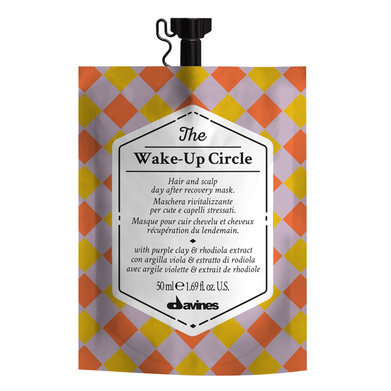 The
Wake-Up Circle
Hair and scalp
day after recovery mask.
Maschera rivitalizzante
per cute e capelli stressati.
Masque pour cuir chevelu et cheveux
récupération du lendemain.
with purple clay & rhodiola extract
con argilla viola & estratto di rodiola
avec argile violette & extrait de rhodiole
50 ml ℮ 1.69 fl. oz. U.S.
davines